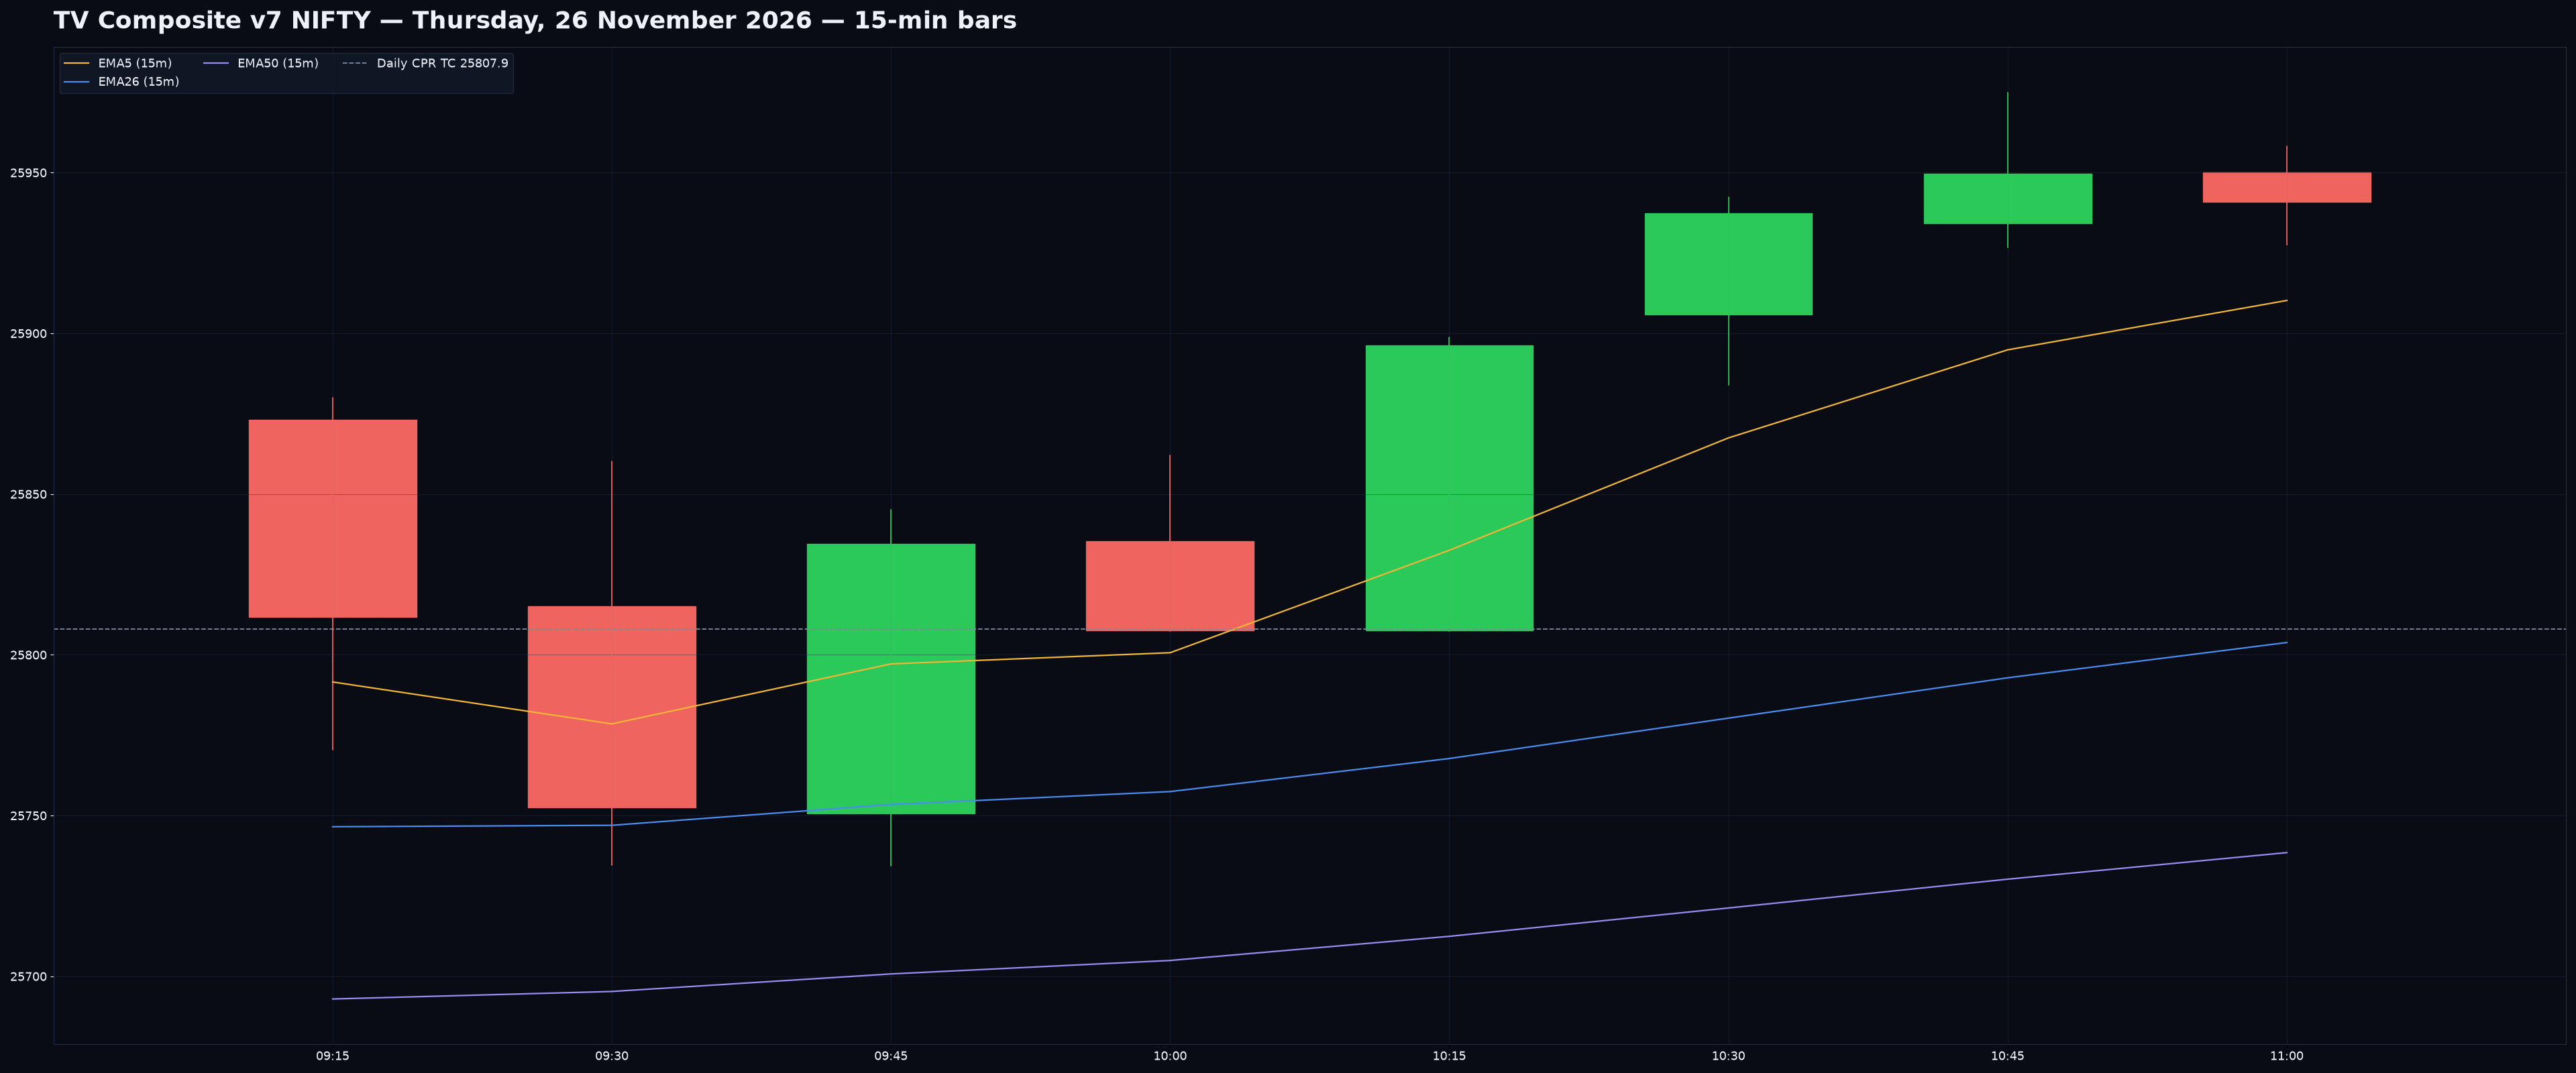 TV Composite v7 NIFTY — Thursday, 26 November 2026 — 15-min bars
EMA5 (15m) EMA50 (15m) Daily CPR TC 25807.9
EMA26 (15m)
25950
25900
25850
25800
25750
25700
09:15 09:30 09:45 10:00 10:15 10:30 10:45 11:00